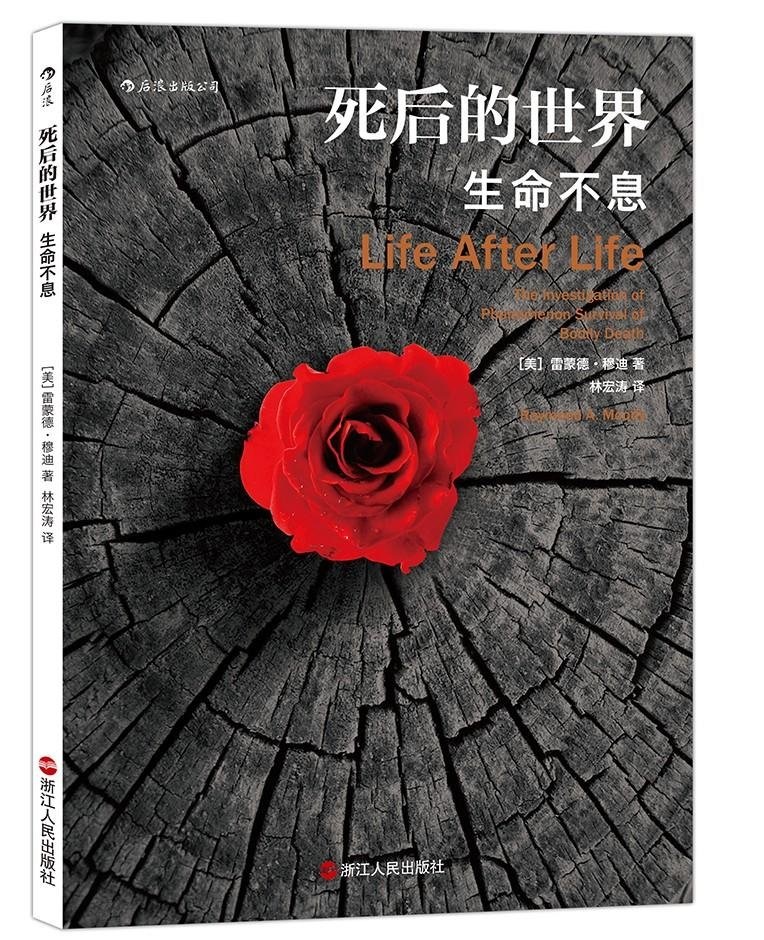 后浪出版公司
死后的世界
生命不息
Life After Life
The Investigation of
Phenomenon Survival of
Bodily Death
[美] 雷蒙德·穆迪 著
林宏涛 译
Raymond A. Moody
浙江人民出版社
后浪
死后的世界 生命不息
[美] 雷蒙德·穆迪 著 林宏涛 译
浙江人民出版社